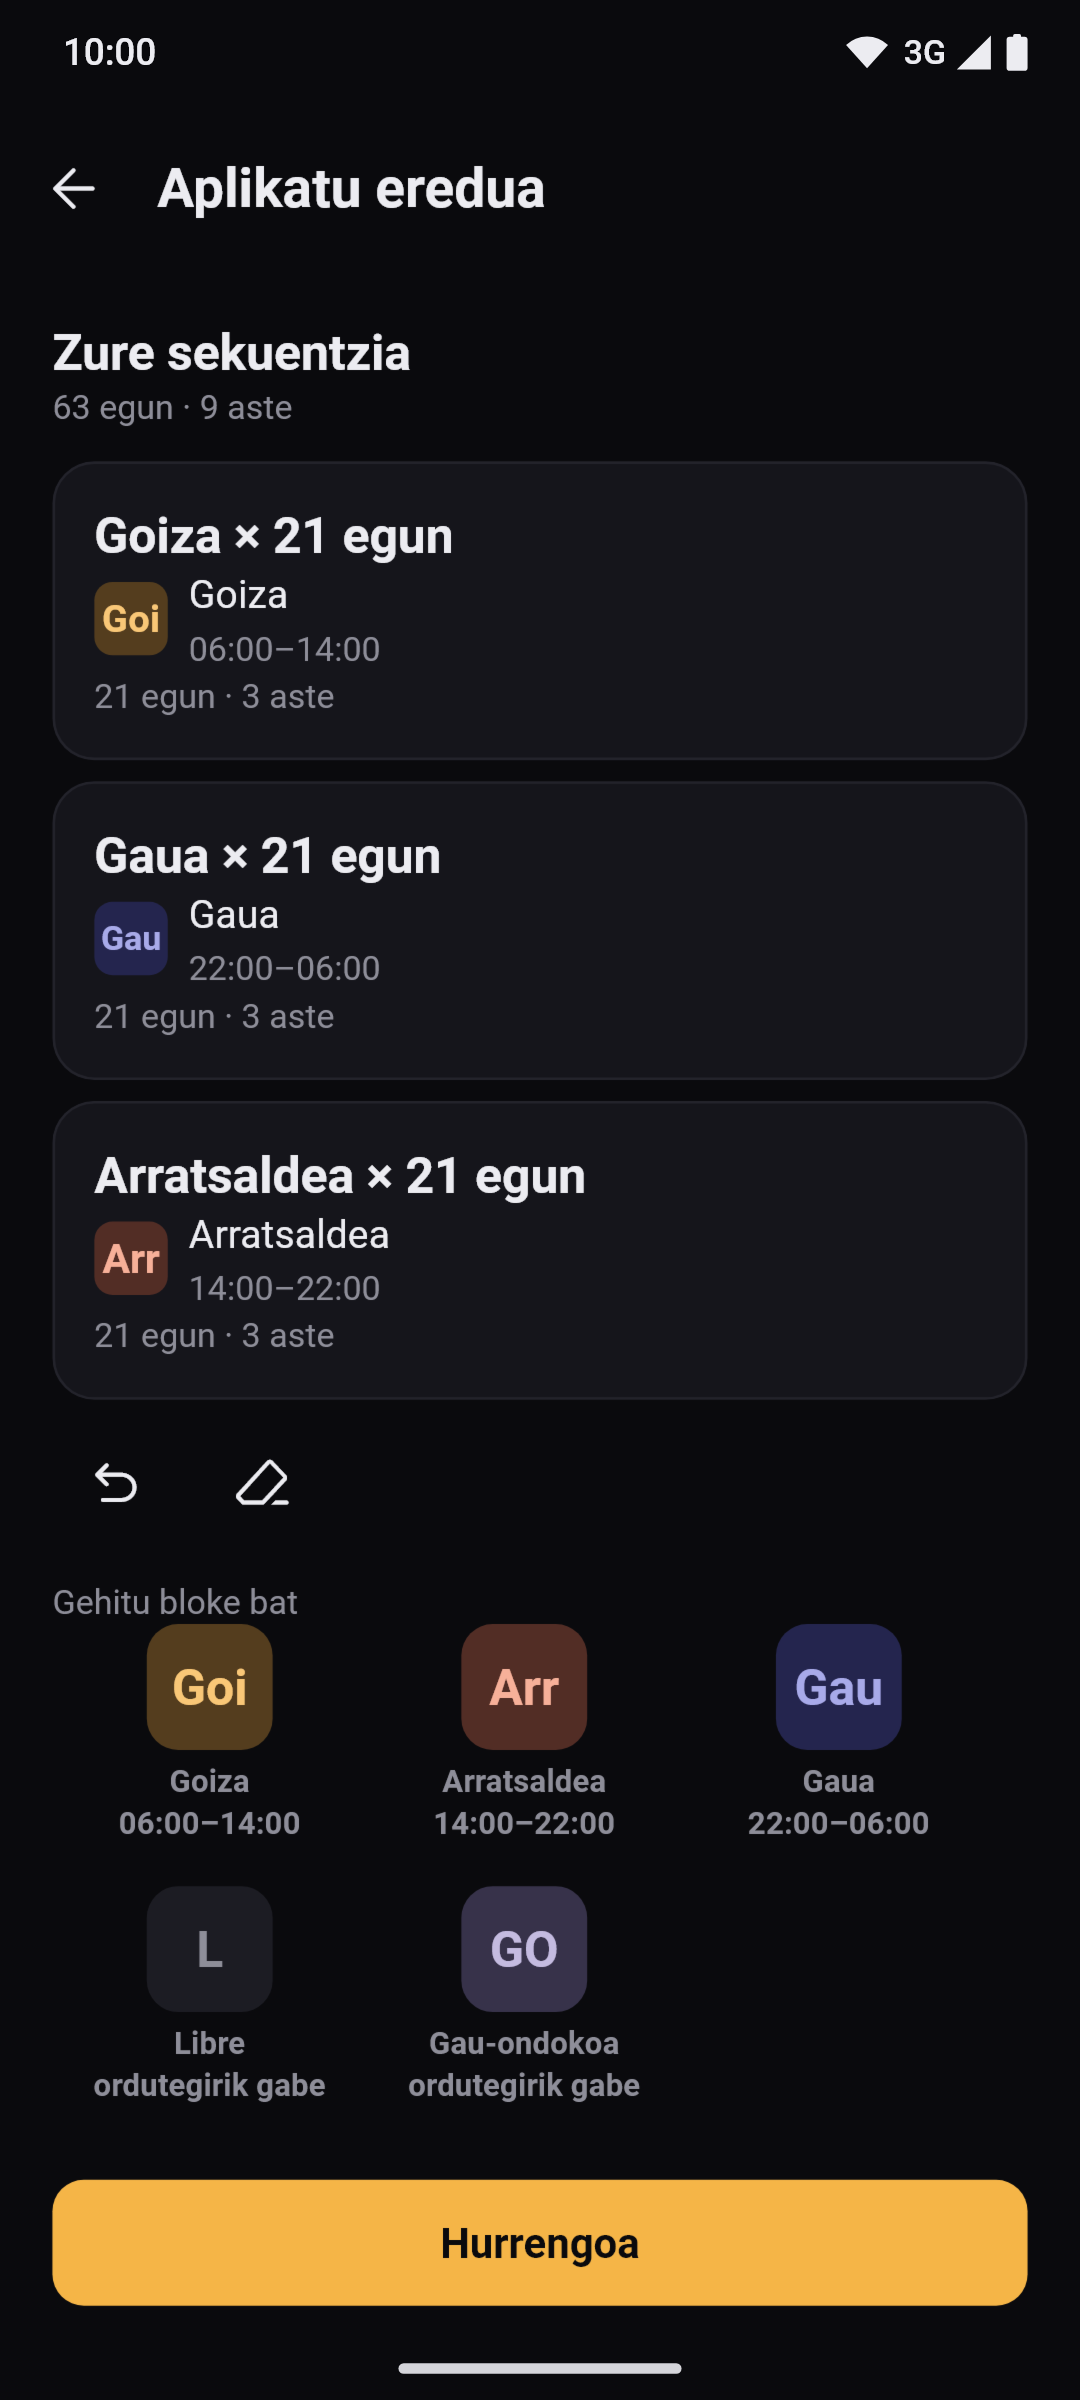 10:00
3G
Aplikatu eredua
Zure sekuentzia
63 egun · 9 aste
Goiza × 21 egun
Goi
Goiza
06:00–14:00
21 egun · 3 aste
Gaua × 21 egun
Gau
Gaua
22:00–06:00
21 egun · 3 aste
Arratsaldea × 21 egun
Arr
Arratsaldea
14:00–22:00
21 egun · 3 aste
Gehitu bloke bat
Goi
Goiza
06:00–14:00
Arr
Arratsaldea
14:00–22:00
Gau
Gaua
22:00–06:00
L
Libre
ordutegirik gabe
GO
Gau-ondokoa
ordutegirik gabe
Hurrengoa